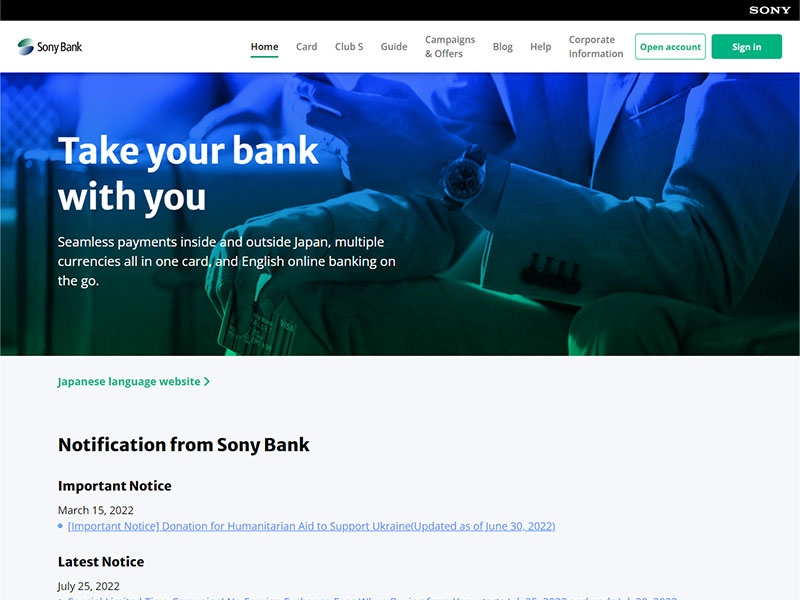 SONY
Sony Bank
Home
Card
Club S
Guide
Campaigns
& Offers
Blog
Help
Corporate
Information
Open account
Sign in
Take your bank
with you
Seamless payments inside and outside Japan, multiple
currencies all in one card, and English online banking on
the go.
VISA
Japanese language website
Notification from Sony Bank
Important Notice
March 15, 2022
[Important Notice] Donation for Humanitarian Aid to Support Ukraine(Updated as of June 30, 2022)
Latest Notice
July 25, 2022